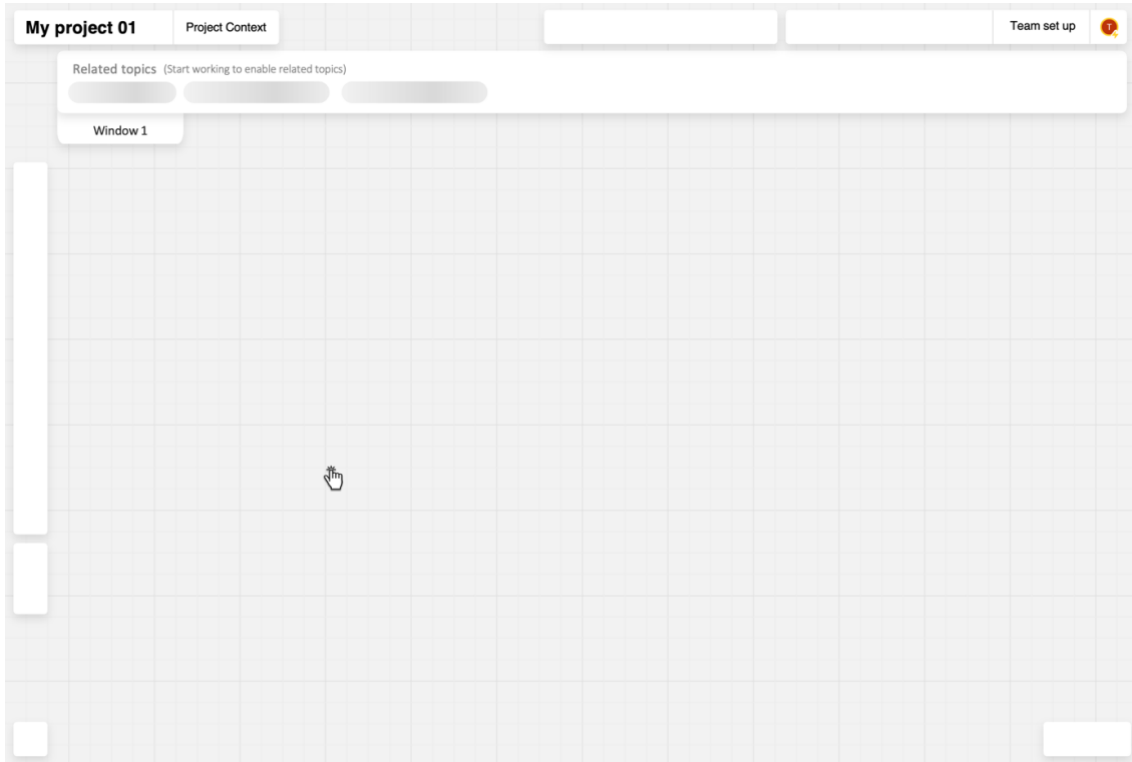 My project 01
Project Context
Team set up
T
Related topics (Start working to enable related topics)
Window 1